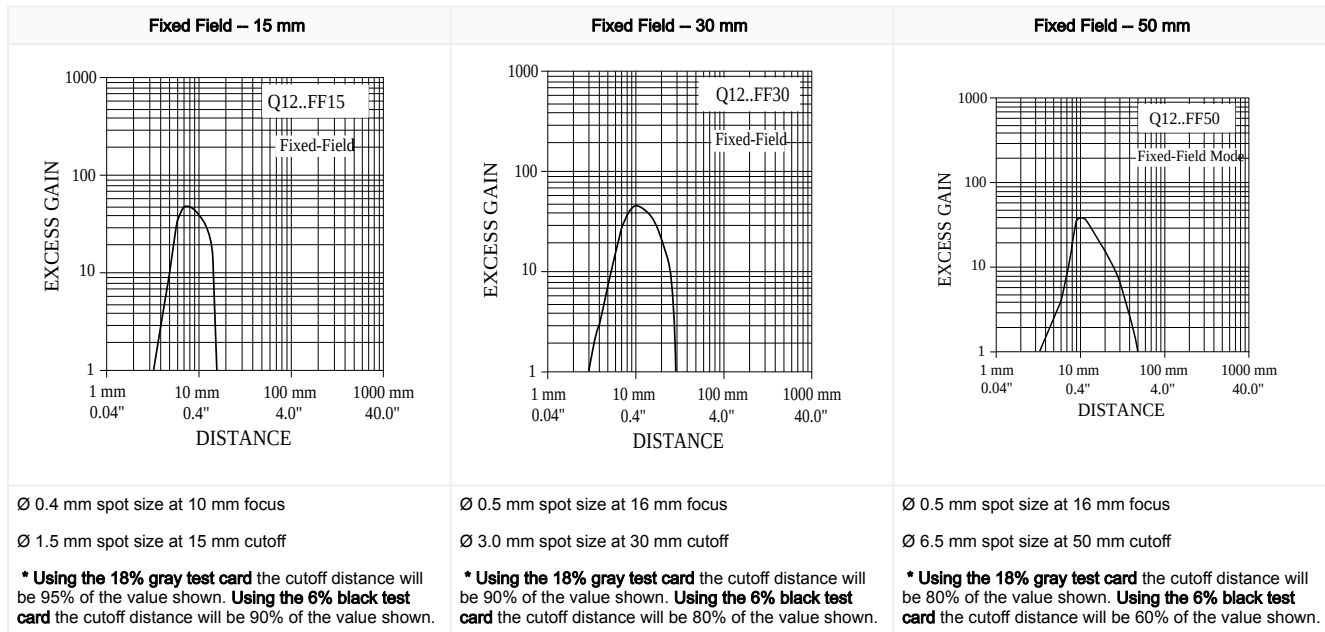 Fixed Field – 15 mm
Fixed Field – 30 mm
Fixed Field – 50 mm
1000
100
10
1
EXCESS GAIN
Q12..FF15
Fixed-Field
1 mm
10 mm
100 mm
1000 mm
0.04"
0.4"
4.0"
40.0"
DISTANCE
1000
100
10
1
EXCESS GAIN
Q12..FF30
Fixed-Field
1 mm
10 mm
100 mm
1000 mm
0.04"
0.4"
4.0"
40.0"
DISTANCE
1000
100
10
1
EXCESS GAIN
Q12..FF50
Fixed-Field Mode
1 mm
10 mm
100 mm
1000 mm
0.04"
0.4"
4.0"
40.0"
DISTANCE
Ø 0.4 mm spot size at 10 mm focus
Ø 1.5 mm spot size at 15 mm cutoff
* Using the 18% gray test card the cutoff distance will
be 95% of the value shown. Using the 6% black test
card the cutoff distance will be 90% of the value shown.
Ø 0.5 mm spot size at 16 mm focus
Ø 3.0 mm spot size at 30 mm cutoff
* Using the 18% gray test card the cutoff distance will
be 90% of the value shown. Using the 6% black test
card the cutoff distance will be 80% of the value shown.
Ø 0.5 mm spot size at 16 mm focus
Ø 6.5 mm spot size at 50 mm cutoff
* Using the 18% gray test card the cutoff distance will
be 80% of the value shown. Using the 6% black test
card the cutoff distance will be 60% of the value shown.